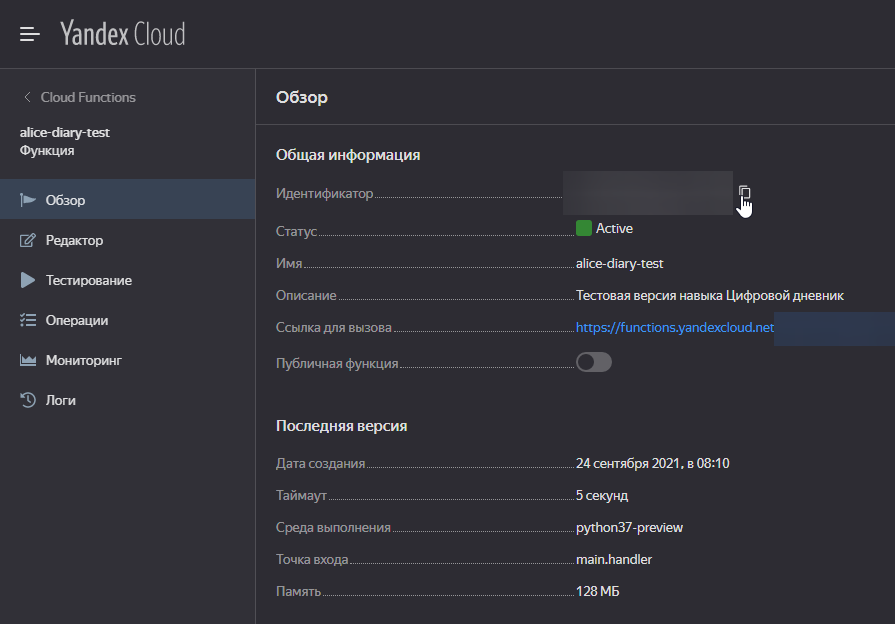 Yandex Cloud
Cloud Functions
alice-diary-test
Функция
Обзор
Редактор
Тестирование
Операции
Мониторинг
Логи
Обзор
Общая информация
Идентификатор
Статус Active
Имя alice-diary-test
Описание Тестовая версия навыка Цифровой дневник
Ссылка для вызова https://functions.yandexcloud.net
Публичная функция
Последняя версия
Дата создания 24 сентября 2021, в 08:10
Таймаут 5 секунд
Среда выполнения python37-preview
Точка входа main.handler
Память 128 МБ